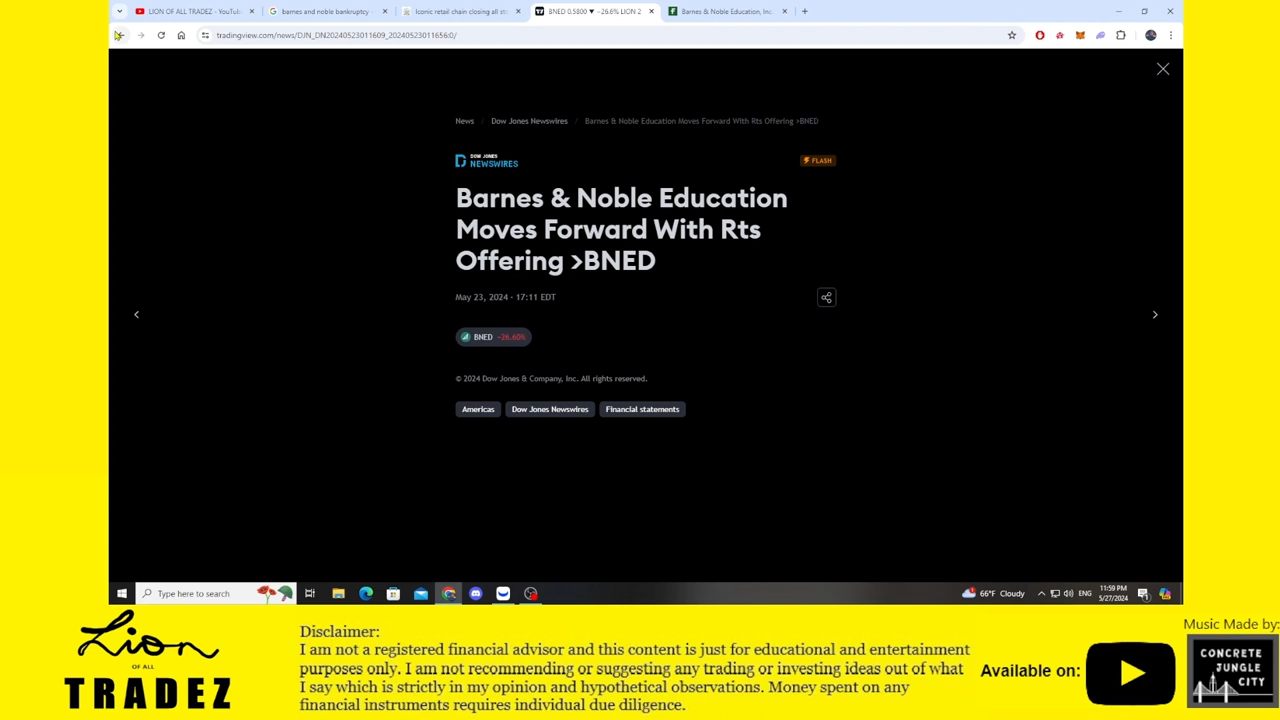 LION OF ALL TRADEZ - YouTub
barnes and noble bankruptcy -
Iconic retail chain closing all st
BNED 0.5800 ▼ −26.6% LION 2
Barnes & Noble Education, Inc.
tradingview.com/news/DJN_DN20240523011609_20240523011656:0/
News / Dow Jones Newswires / Barnes & Noble Education Moves Forward With Rts Offering >BNED
DOW JONES
NEWSWIRES
FLASH
Barnes & Noble Education
Moves Forward With Rts
Offering >BNED
May 23, 2024 · 17:11 EDT
BNED −26.60%
© 2024 Dow Jones & Company, Inc. All rights reserved.
Americas
Dow Jones Newswires
Financial statements
Type here to search
66°F Cloudy
ENG
11:59 PM
5/27/2024
Lion
OF ALL
TRADEZ
Disclaimer:
I am not a registered financial advisor and this content is just for educational and entertainment
purposes only. I am not recommending or suggesting any trading or investing ideas out of what
I say which is strictly in my opinion and hypothetical observations. Money spent on any
financial instruments requires individual due diligence.
Available on:
Music Made by:
CONCRETE
JUNGLE
CITY